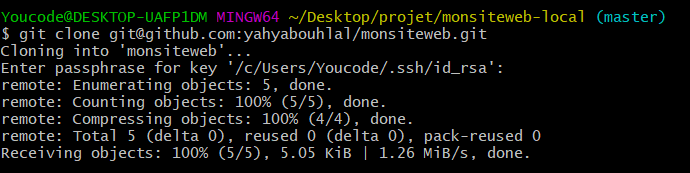 Youcode@DESKTOP-UAFP1DM MINGW64 ~/Desktop/projet/monsiteweb-local (master)
$ git clone git@github.com:yahyabouhlal/monsiteweb.git
Cloning into 'monsiteweb'...
Enter passphrase for key '/c/Users/Youcode/.ssh/id_rsa':
remote: Enumerating objects: 5, done.
remote: Counting objects: 100% (5/5), done.
remote: Compressing objects: 100% (4/4), done.
remote: Total 5 (delta 0), reused 0 (delta 0), pack-reused 0
Receiving objects: 100% (5/5), 5.05 KiB | 1.26 MiB/s, done.